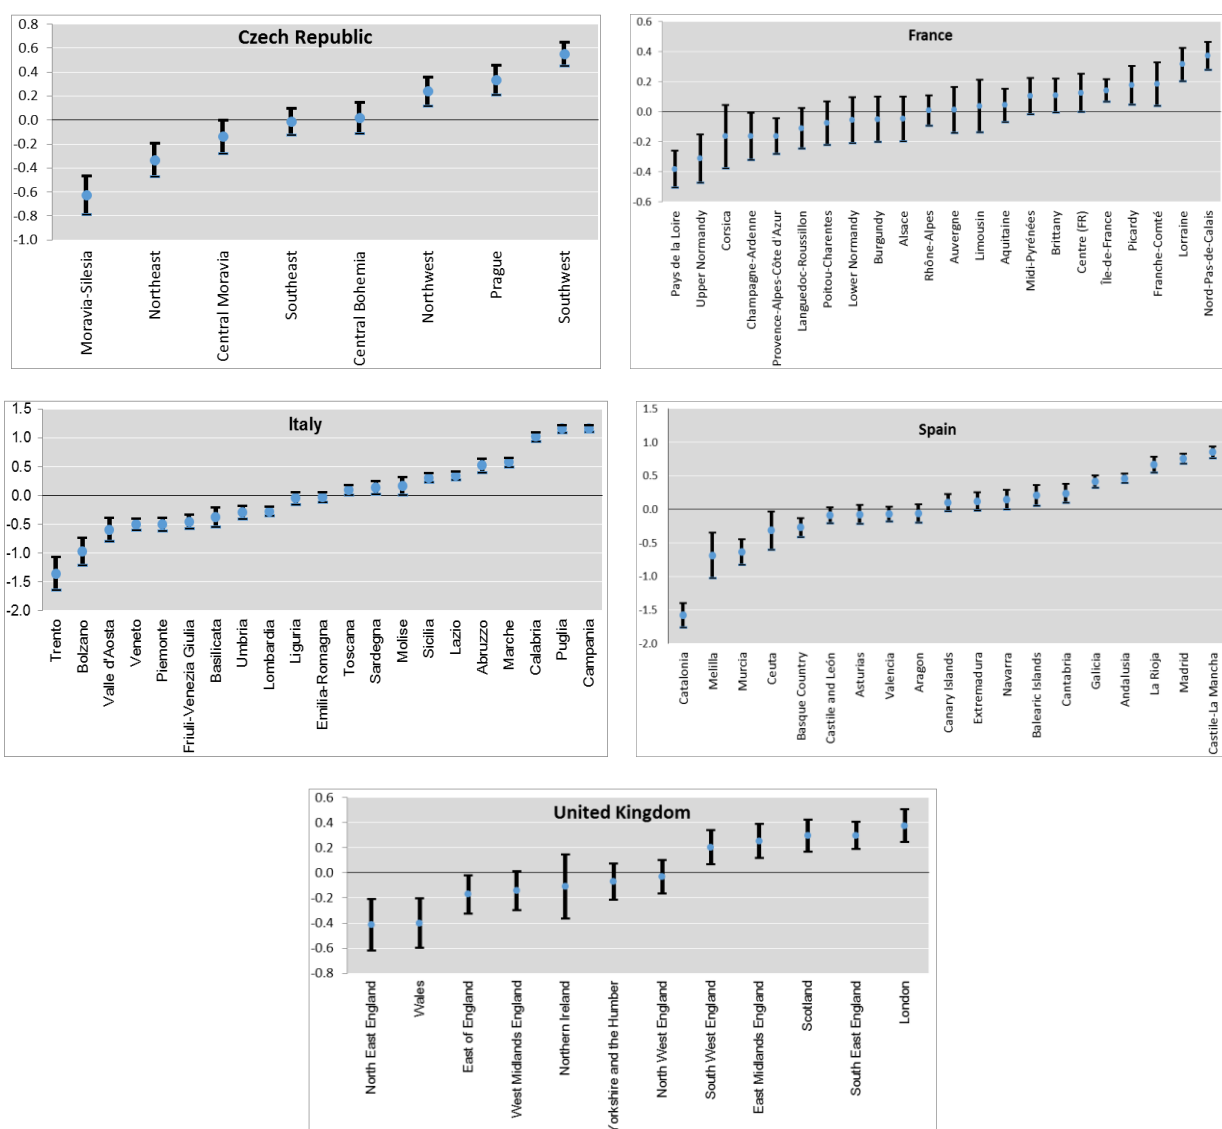 Czech Republic
0.8
0.6
0.4
0.2
0.0
-0.2
-0.4
-0.6
-0.8
-1.0
Moravia-Silesia
Northeast
Central Moravia
Southeast
Central Bohemia
Northwest
Prague
Southwest
France
0.6
0.4
0.2
0.0
-0.2
-0.4
-0.6
Pays de la Loire
Upper Normandy
Corsica
Champagne-Ardenne
Provence-Alpes-Côte d'Azur
Languedoc-Roussillon
Poitou-Charentes
Lower Normandy
Burgundy
Alsace
Rhône-Alpes
Auvergne
Limousin
Aquitaine
Midi-Pyrénées
Brittany
Centre (FR)
Île-de-France
Picardy
Franche-Comté
Lorraine
Nord-Pas-de-Calais
Italy
1.5
1.0
0.5
0.0
-0.5
-1.0
-1.5
-2.0
Trento
Bolzano
Valle d'Aosta
Veneto
Piemonte
Friuli-Venezia Giulia
Basilicata
Umbria
Lombardia
Liguria
Emilia-Romagna
Toscana
Sardegna
Molise
Sicilia
Lazio
Abruzzo
Marche
Calabria
Puglia
Campania
Spain
1.5
1.0
0.5
0.0
-0.5
-1.0
-1.5
-2.0
Catalonia
Melilla
Murcia
Ceuta
Basque Country
Castile and León
Asturias
Valencia
Aragon
Canary Islands
Extremadura
Navarra
Balearic Islands
Cantabria
Galicia
Andalusia
La Rioja
Madrid
Castile-La Mancha
United Kingdom
0.6
0.4
0.2
0.0
-0.2
-0.4
-0.6
-0.8
North East England
Wales
East of England
West Midlands England
Northern Ireland
Yorkshire and the Humber
North West England
South West England
East Midlands England
Scotland
South East England
London